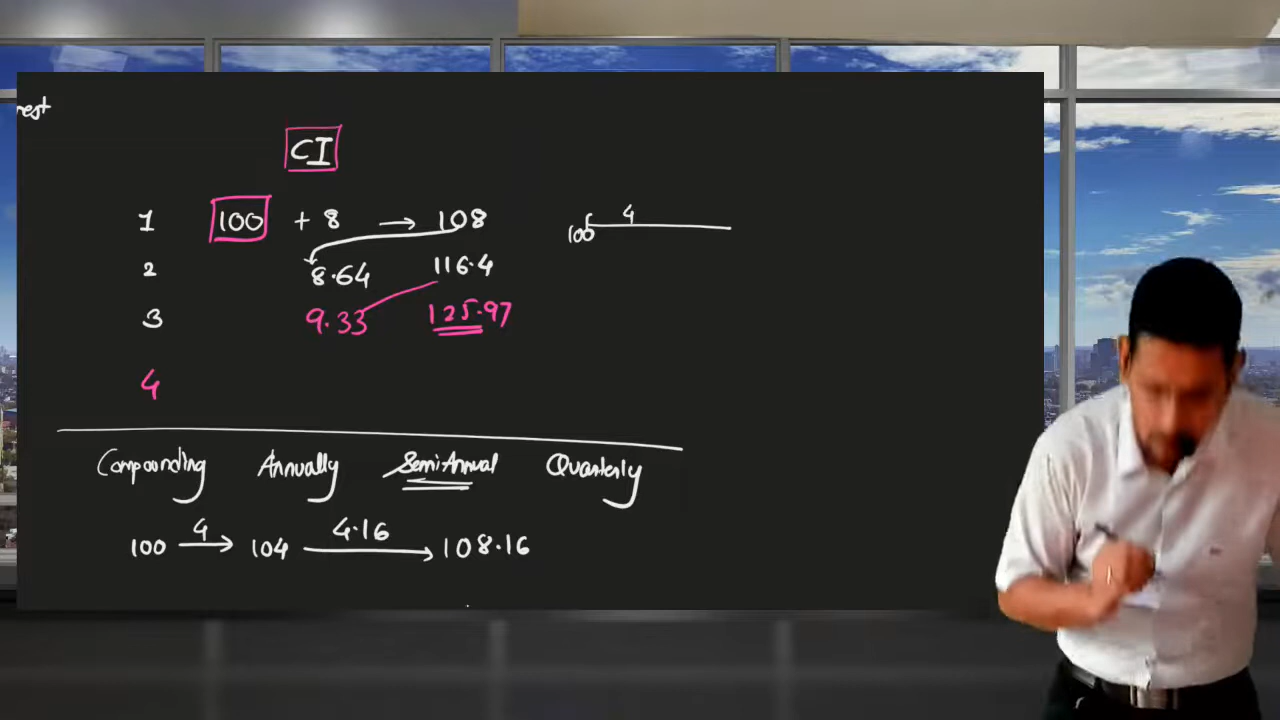 rest
CI
1 100 + 8 → 108
2 8.64 116.4
3 9.33 125.97
4
100 4
Compounding Annually SemiAnnual Quarterly
100 4→ 104 4.16→ 108.16